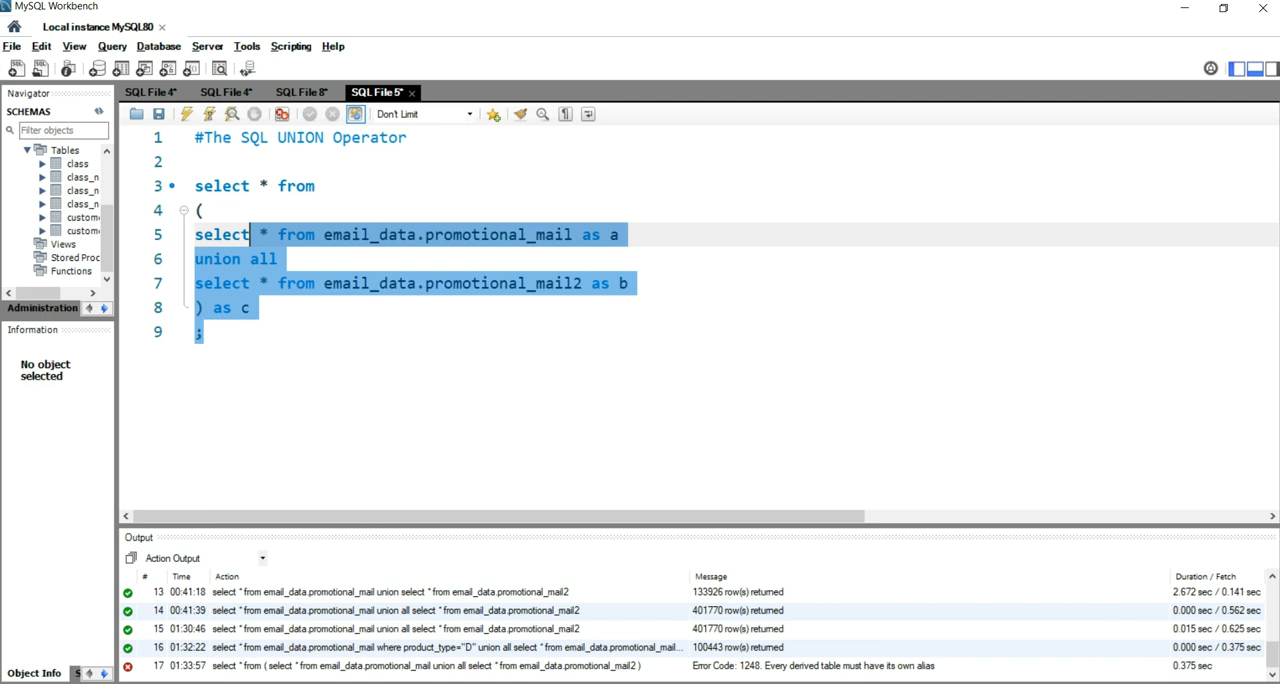 MySQL Workbench
Local instance MySQL80
File Edit View Query Database Server Tools Scripting Help
Navigator
SCHEMAS
Filter objects
Tables
class
class_n
class_n
class_n
custom
custom
Views
Stored Proc
Functions
Administration
Information
No object
selected
Object Info S
SQL File 4* SQL File 4* SQL File 8* SQL File 5*
Don't Limit
1 #The SQL UNION Operator
2
3 select * from
4 (
5 select * from email_data.promotional_mail as a
6 union all
7 select * from email_data.promotional_mail2 as b
8 ) as c
9 ;
Output
Action Output
# Time Action Message Duration / Fetch
13 00:41:18 select * from email_data.promotional_mail union select * from email_data.promotional_mail2 133926 row(s) returned 2.672 sec / 0.141 sec
14 00:41:39 select * from email_data.promotional_mail union all select * from email_data.promotional_mail2 401770 row(s) returned 0.000 sec / 0.562 sec
15 01:30:46 select * from email_data.promotional_mail union all select * from email_data.promotional_mail2 401770 row(s) returned 0.015 sec / 0.625 sec
16 01:32:22 select * from email_data.promotional_mail where product_type="D" union all select * from email_data.promotional_mail... 100443 row(s) returned 0.000 sec / 0.375 sec
17 01:33:57 select * from ( select * from email_data.promotional_mail union all select * from email_data.promotional_mail2 ) Error Code: 1248. Every derived table must have its own alias 0.375 sec